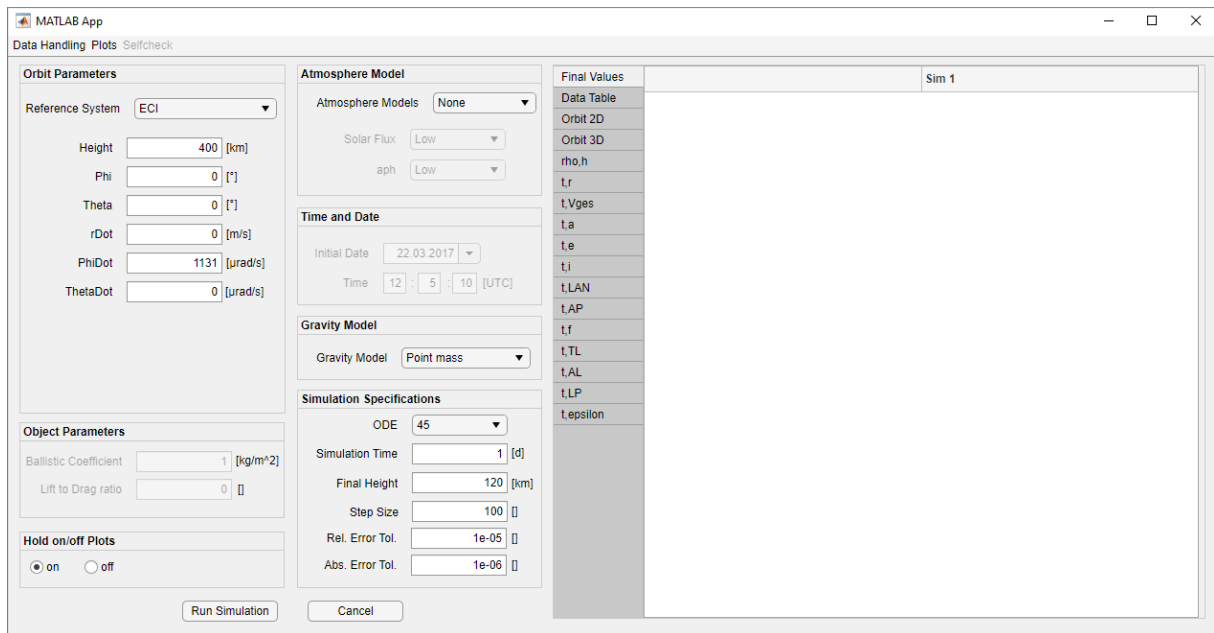 MATLAB App
Data Handling Plots Selfcheck
Orbit Parameters
Reference System ECI
Height 400 [km]
Phi 0 [°]
Theta 0 [°]
rDot 0 [m/s]
PhiDot 1131 [µrad/s]
ThetaDot 0 [µrad/s]
Object Parameters
Ballistic Coefficient 1 [kg/m^2]
Lift to Drag ratio 0 []
Hold on/off Plots
on off
Run Simulation
Atmosphere Model
Atmosphere Models None
Solar Flux Low
aph Low
Time and Date
Initial Date 22.03.2017
Time 12 : 5 : 10 [UTC]
Gravity Model
Gravity Model Point mass
Simulation Specifications
ODE 45
Simulation Time 1 [d]
Final Height 120 [km]
Step Size 100 []
Rel. Error Tol. 1e-05 []
Abs. Error Tol. 1e-06 []
Cancel
Final Values
Data Table
Orbit 2D
Orbit 3D
rho,h
t,r
t,Vges
t,a
t,e
t,i
t,LAN
t,AP
t,f
t,TL
t,AL
t,LP
t,epsilon
Sim 1